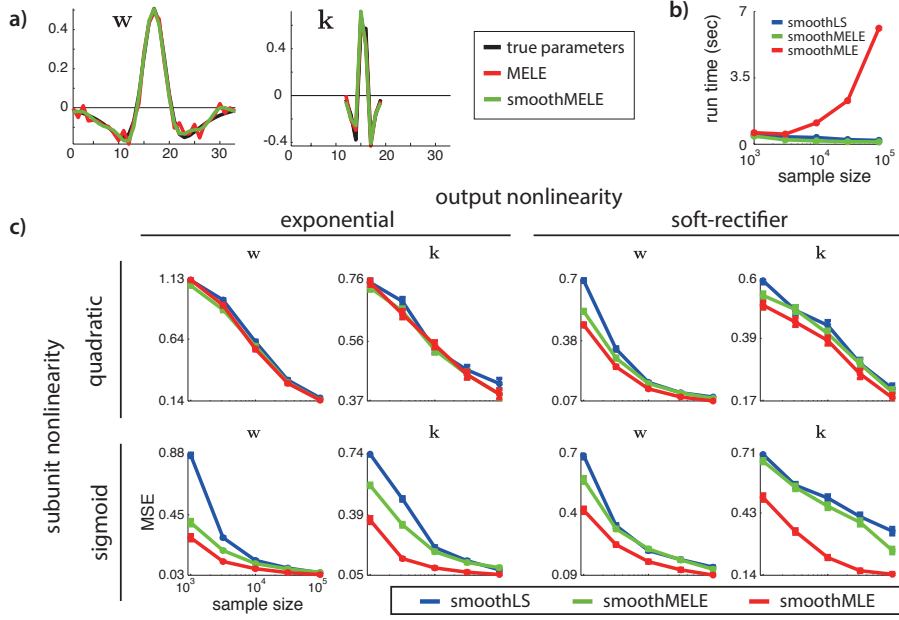 a)
w
0.4
0.2
0
0
10
20
30
k
0.4
0
-0.4
0
10
20
30
true parameters
MELE
smoothMELE
b)
run time (sec)
7
3.5
0
smoothLS
smoothMELE
smoothMLE
10^3
10^4
10^5
sample size
output nonlinearity
c)
exponential
soft-rectifier
subunit nonlinearity
quadratic
w
1.13
0.64
0.14
k
0.76
0.56
0.37
w
0.7
0.38
0.07
k
0.6
0.39
0.17
sigmoid
w
MSE
0.88
0.45
0.03
10^3
10^4
10^5
sample size
k
0.74
0.39
0.05
w
0.7
0.38
0.09
k
0.71
0.43
0.14
smoothLS
smoothMELE
smoothMLE